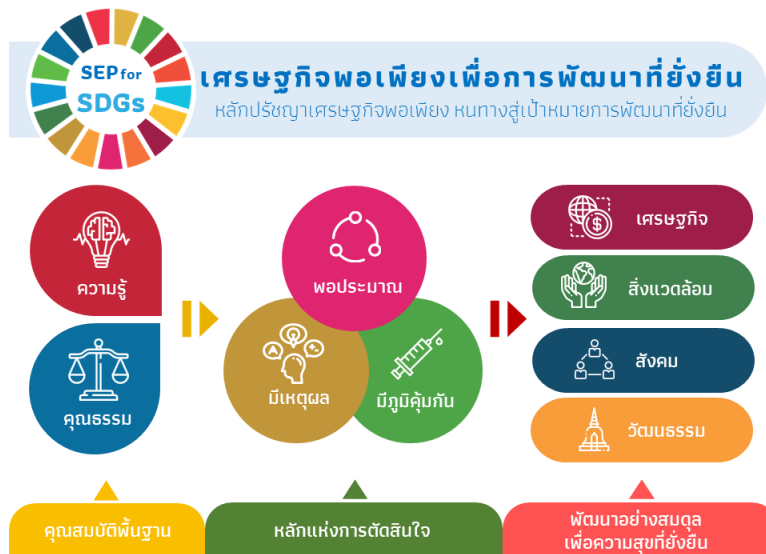 SEP for
SDGs
เศรษฐกิจพอเพียงเพื่อการพัฒนาที่ยั่งยืน
หลักปรัชญาเศรษฐกิจพอเพียง หนทางสู่เป้าหมายการพัฒนาที่ยั่งยืน
ความรู้
คุณธรรม
พอประมาณ
มีเหตุผล
มีภูมิคุ้มกัน
เศรษฐกิจ
สิ่งแวดล้อม
สังคม
วัฒนธรรม
คุณสมบัติพื้นฐาน
หลักแห่งการตัดสินใจ
พัฒนาอย่างสมดุล
เพื่อความสุขที่ยั่งยืน